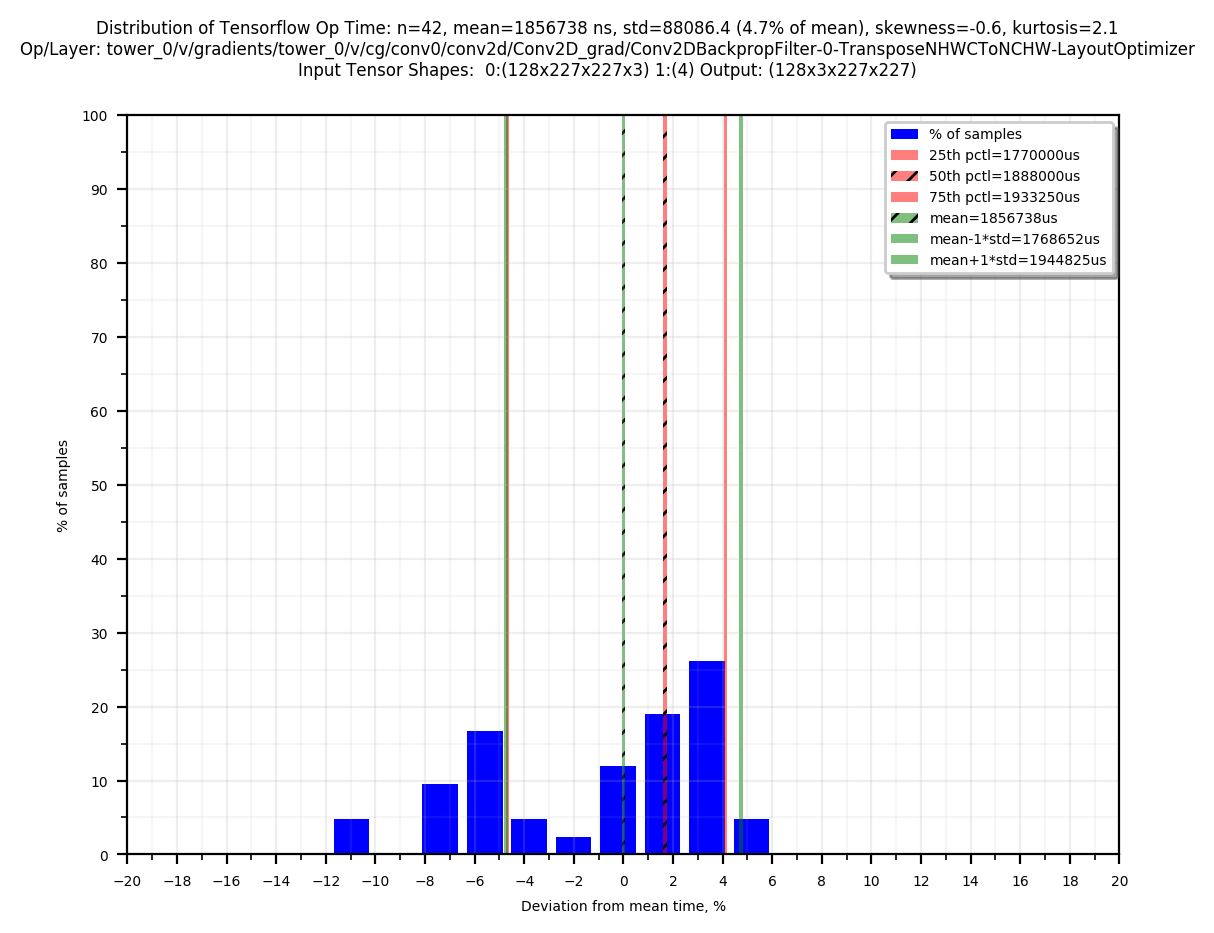 Distribution of Tensorflow Op Time: n=42, mean=1856738 ns, std=88086.4 (4.7% of mean), skewness=-0.6, kurtosis=2.1
Op/Layer: tower_0/v/gradients/tower_0/v/cg/conv0/conv2d/Conv2D_grad/Conv2DBackpropFilter-0-TransposeNHWCToNCHW-LayoutOptimizer
Input Tensor Shapes:  0:(128x227x227x3) 1:(4) Output: (128x3x227x227)
100
90
80
70
60
50
40
30
20
10
0
% of samples
% of samples
25th pctl=1770000us
50th pctl=1888000us
75th pctl=1933250us
mean=1856738us
mean-1*std=1768652us
mean+1*std=1944825us
−20 −18 −16 −14 −12 −10 −8 −6 −4 −2 0 2 4 6 8 10 12 14 16 18 20
Deviation from mean time, %